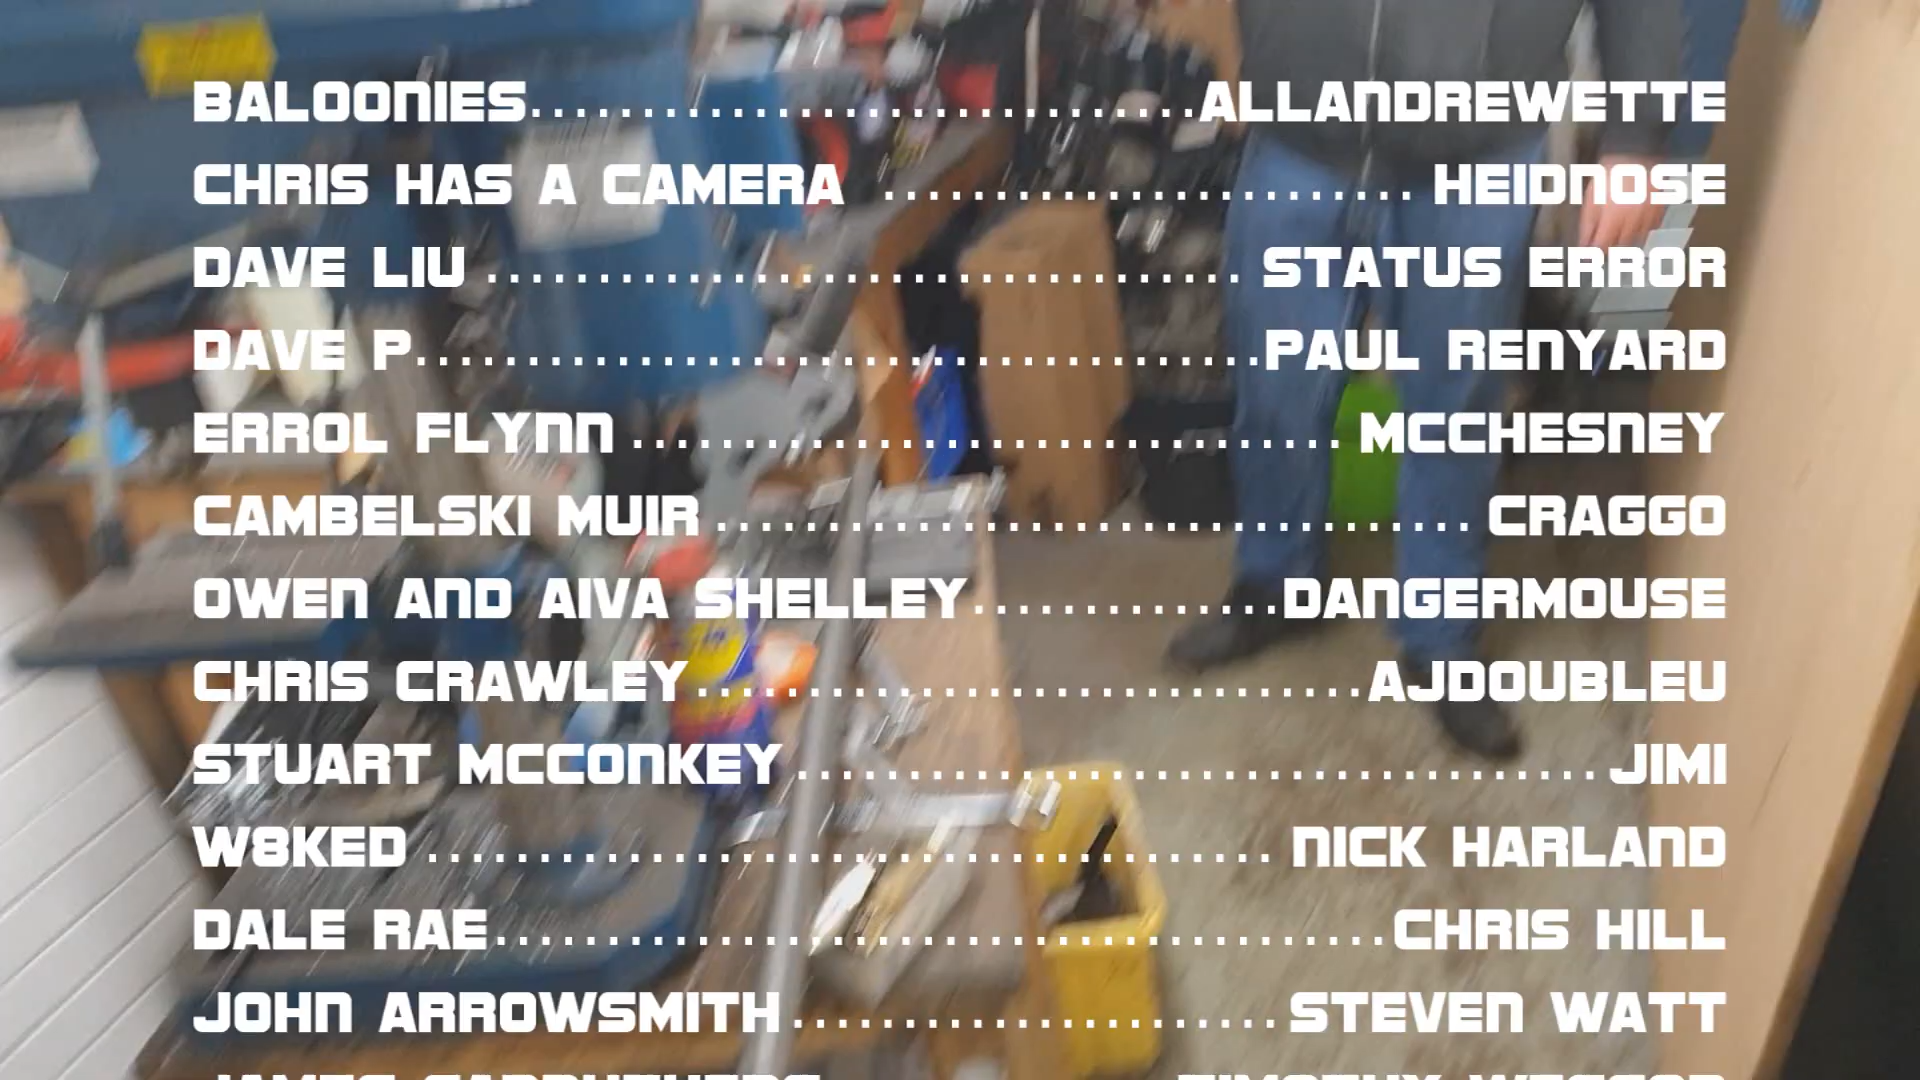 BALOONIES..............................ALLANDREWETTE
CHRIS HAS A CAMERA ........................ HEIDNOSE
DAVE LIU .................................. STATUS ERROR
DAVE P......................................PAUL RENYARD
ERROL FLYNN ................................ MCCHESNEY
CAMBELSKI MUIR .................................. CRAGGO
OWEN AND AIVA SHELLEY..............DANGERMOUSE
CHRIS CRAWLEY..............................AJDOUBLEU
STUART MCCONKEY ....................................JIMI
W8KED ...................................... NICK HARLAND
DALE RAE........................................CHRIS HILL
JOHN ARROWSMITH ...................... STEVEN WATT